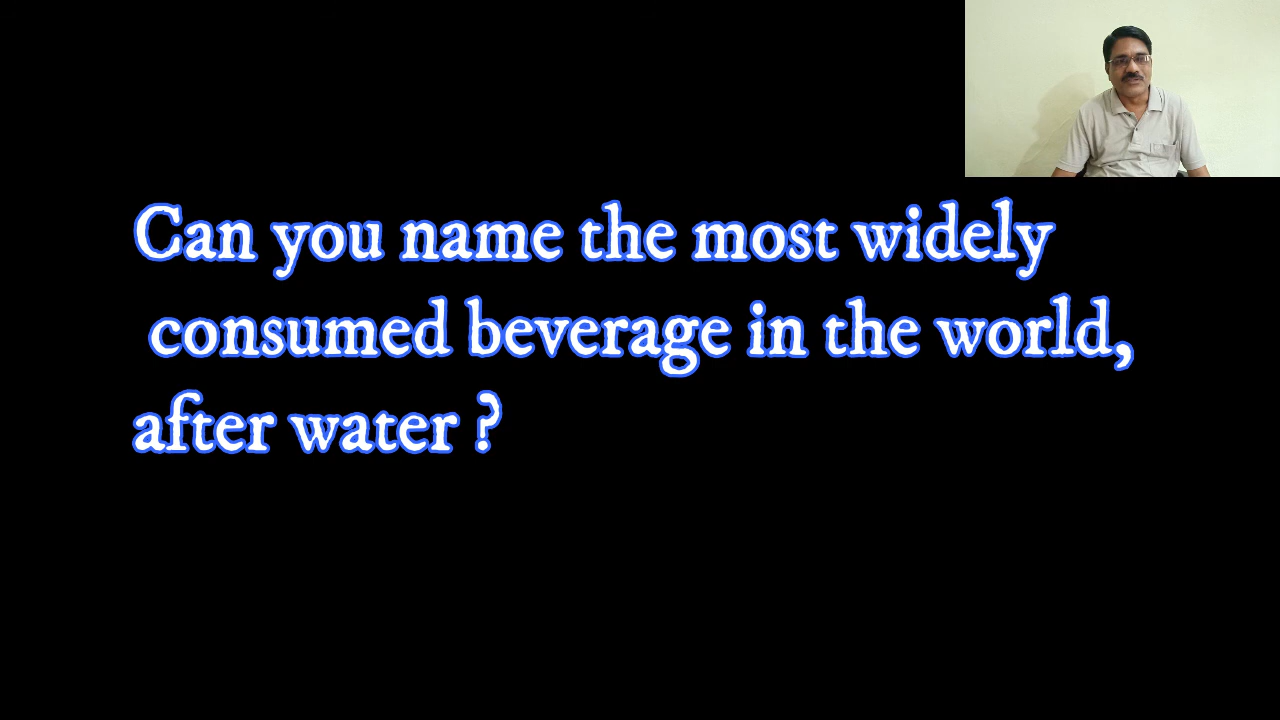 Can you name the most widely
consumed beverage in the world,
after water ?